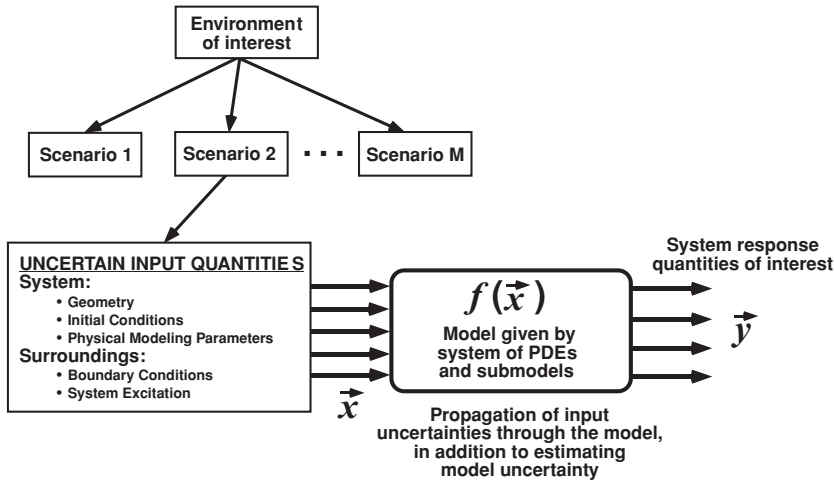 Environment
of interest
Scenario 1
Scenario 2
. . .
Scenario M
UNCERTAIN INPUT QUANTITIES
System:
• Geometry
• Initial Conditions
• Physical Modeling Parameters
Surroundings:
• Boundary Conditions
• System Excitation
x⃗
f (x⃗)
Model given by
system of PDEs
and submodels
Propagation of input
uncertainties through the model,
in addition to estimating
model uncertainty
System response
quantities of interest
y⃗